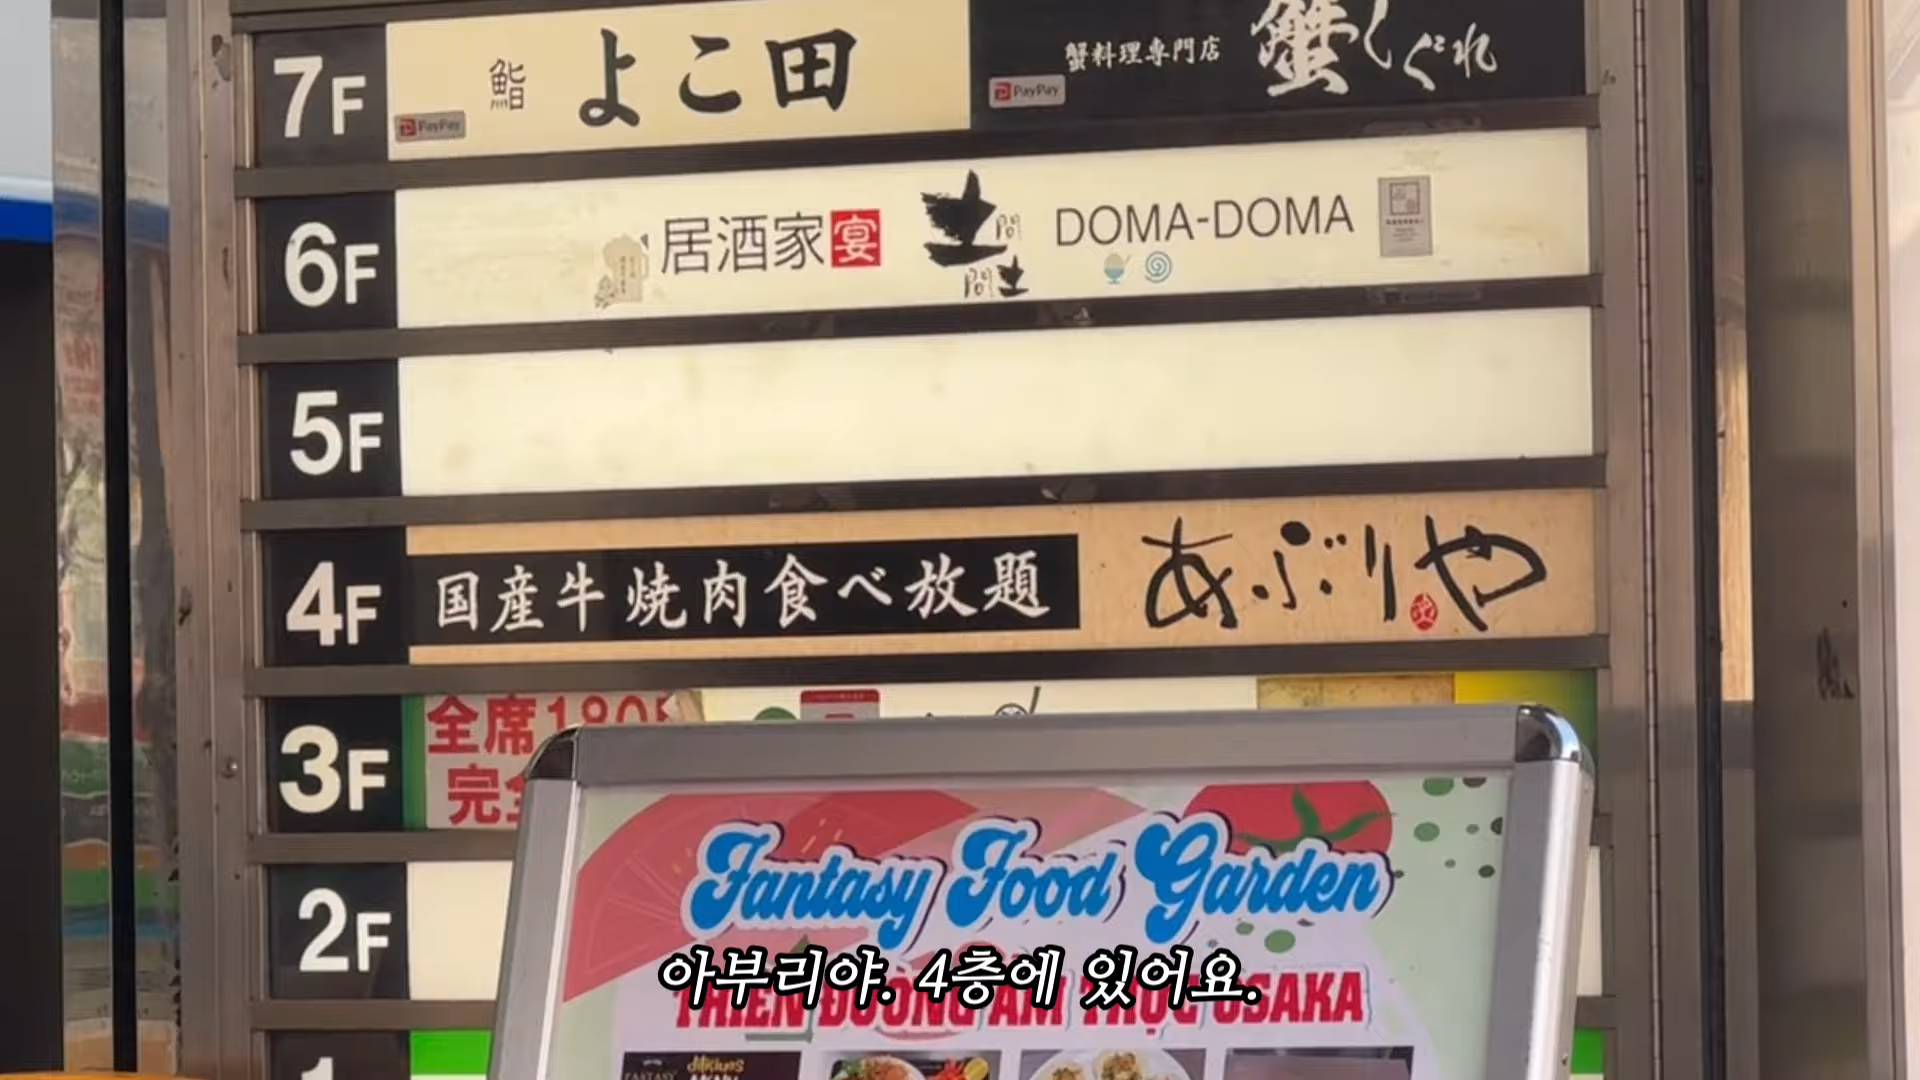 7F
鮨 よこ田
PayPay
蟹料理専門店 蟹しぐれ
PayPay
6F
居酒家 宴 土間土間 DOMA-DOMA
5F
4F
国産牛焼肉食べ放題 あぶりや
3F
全席180
完全
2F
Fantasy Food Garden
THIÊN ĐƯỜNG ẨM THỰC OSAKA
아부리야. 4층에 있어요.